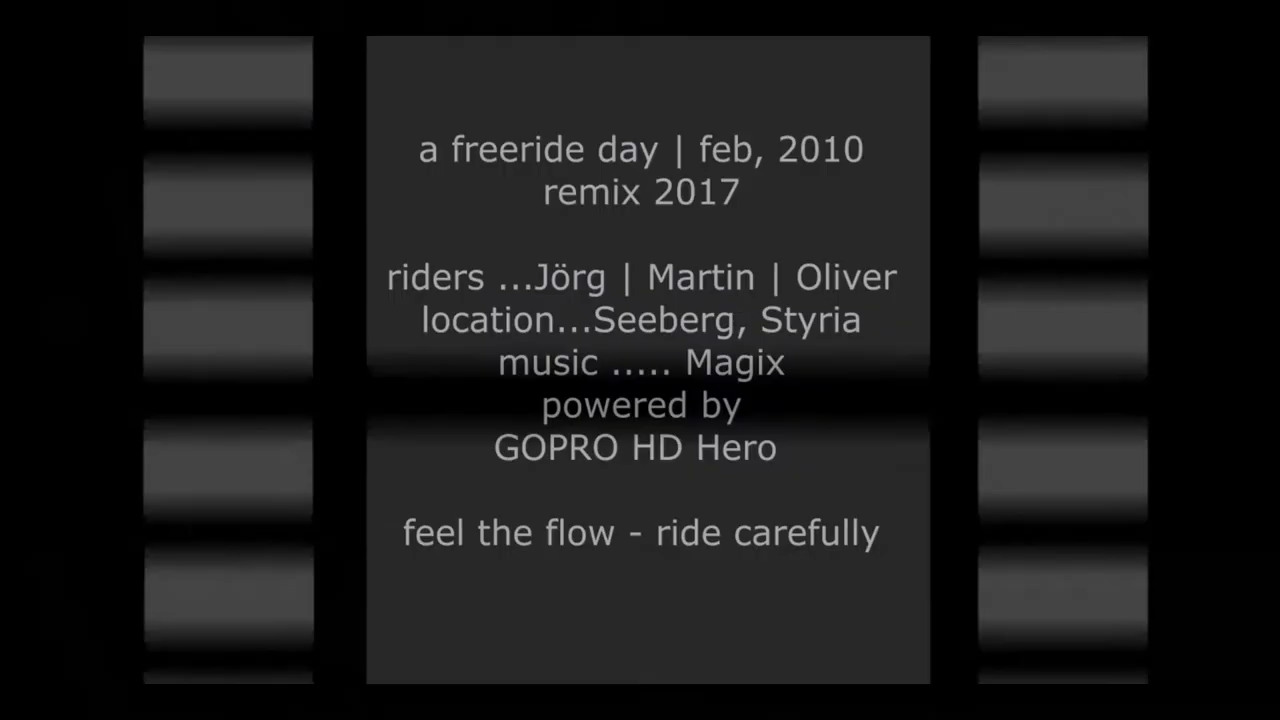 a freeride day | feb, 2010
remix 2017
riders ...Jörg | Martin | Oliver
location...Seeberg, Styria
music ..... Magix
powered by
GOPRO HD Hero
feel the flow - ride carefully